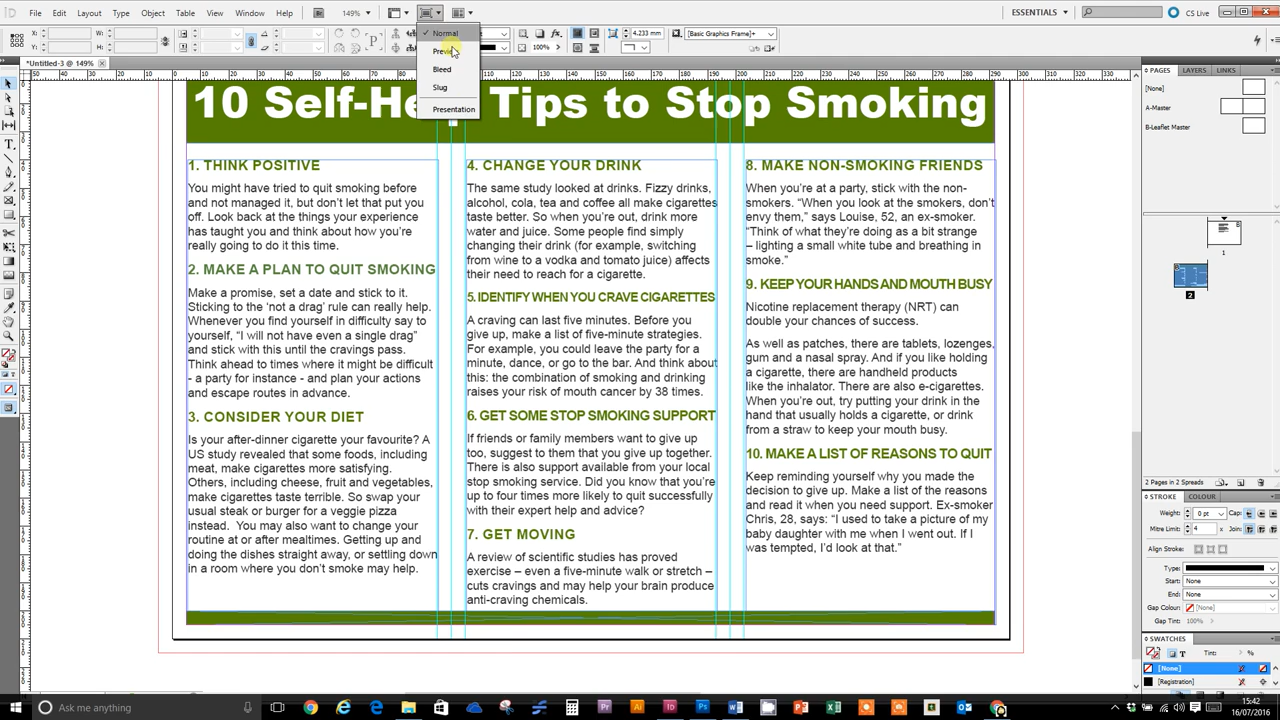 File Edit Layout Type Object Table View Window Help
149%
ESSENTIALS
CS Live
X:
Y:
W:
H:
Normal
Preview
Bleed
Slug
Presentation
100%
4.233 mm
[Basic Graphics Frame]+
*Untitled-3 @ 149%
10 Self-He Tips to Stop Smoking
1. THINK POSITIVE
You might have tried to quit smoking before
and not managed it, but don't let that put you
off. Look back at the things your experience
has taught you and think about how you're
really going to do it this time.
2. MAKE A PLAN TO QUIT SMOKING
Make a promise, set a date and stick to it.
Sticking to the 'not a drag' rule can really help.
Whenever you find yourself in difficulty say to
yourself, "I will not have even a single drag"
and stick with this until the cravings pass.
Think ahead to times where it might be difficult
- a party for instance - and plan your actions
and escape routes in advance.
3. CONSIDER YOUR DIET
Is your after-dinner cigarette your favourite? A
US study revealed that some foods, including
meat, make cigarettes more satisfying.
Others, including cheese, fruit and vegetables,
make cigarettes taste terrible. So swap your
usual steak or burger for a veggie pizza
instead. You may also want to change your
routine at or after mealtimes. Getting up and
doing the dishes straight away, or settling down
in a room where you don't smoke may help.
4. CHANGE YOUR DRINK
The same study looked at drinks. Fizzy drinks,
alcohol, cola, tea and coffee all make cigarettes
taste better. So when you're out, drink more
water and juice. Some people find simply
changing their drink (for example, switching
from wine to a vodka and tomato juice) affects
their need to reach for a cigarette.
5. IDENTIFY WHEN YOU CRAVE CIGARETTES
A craving can last five minutes. Before you
give up, make a list of five-minute strategies.
For example, you could leave the party for a
minute, dance, or go to the bar. And think about
this: the combination of smoking and drinking
raises your risk of mouth cancer by 38 times.
6. GET SOME STOP SMOKING SUPPORT
If friends or family members want to give up
too, suggest to them that you give up together.
There is also support available from your local
stop smoking service. Did you know that you're
up to four times more likely to quit successfully
with their expert help and advice?
7. GET MOVING
A review of scientific studies has proved
exercise – even a five-minute walk or stretch –
cuts cravings and may help your brain produce
anti-craving chemicals.
8. MAKE NON-SMOKING FRIENDS
When you're at a party, stick with the non-
smokers. "When you look at the smokers, don't
envy them," says Louise, 52, an ex-smoker.
"Think of what they're doing as a bit strange
– lighting a small white tube and breathing in
smoke."
9. KEEP YOUR HANDS AND MOUTH BUSY
Nicotine replacement therapy (NRT) can
double your chances of success.
As well as patches, there are tablets, lozenges,
gum and a nasal spray. And if you like holding
a cigarette, there are handheld products
like the inhalator. There are also e-cigarettes.
When you're out, try putting your drink in the
hand that usually holds a cigarette, or drink
from a straw to keep your mouth busy.
10. MAKE A LIST OF REASONS TO QUIT
Keep reminding yourself why you made the
decision to give up. Make a list of the reasons
and read it when you need support. Ex-smoker
Chris, 28, says: "I used to take a picture of my
baby daughter with me when I went out. If I
was tempted, I'd look at that."
PAGES LAYERS LINKS
[None]
A-Master
B-Leaflet Master
1
2
2 Pages in 2 Spreads
STROKE COLOUR
Weight: 0 pt Cap:
Mitre Limit: 4 x Join:
Align Stroke:
Type:
Start: None
End: None
Gap Colour: [None]
Gap Tint: 100%
SWATCHES
Tint: %
[None]
[Registration]
Ask me anything
15:42
16/07/2016